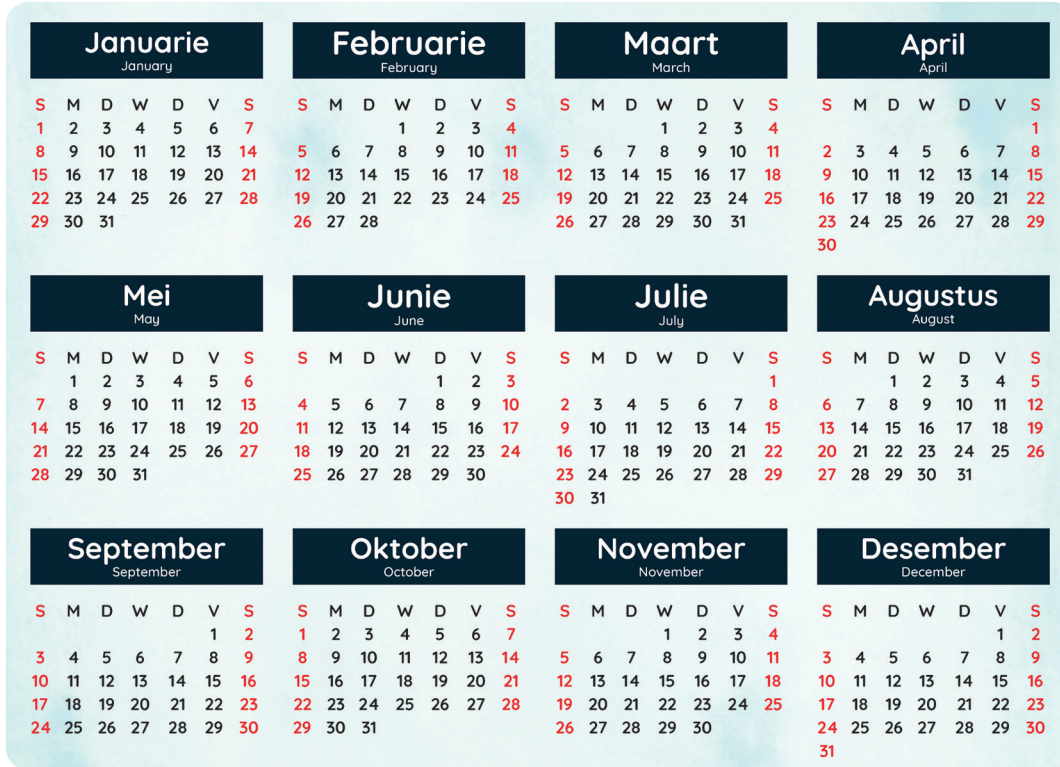 Januarie
January
S M D W D V S
1 2 3 4 5 6 7
8 9 10 11 12 13 14
15 16 17 18 19 20 21
22 23 24 25 26 27 28
29 30 31
Februarie
February
S M D W D V S
1 2 3 4
5 6 7 8 9 10 11
12 13 14 15 16 17 18
19 20 21 22 23 24 25
26 27 28
Maart
March
S M D W D V S
1 2 3 4
5 6 7 8 9 10 11
12 13 14 15 16 17 18
19 20 21 22 23 24 25
26 27 28 29 30 31
April
April
S M D W D V S
1
2 3 4 5 6 7 8
9 10 11 12 13 14 15
16 17 18 19 20 21 22
23 24 25 26 27 28 29
30
Mei
May
S M D W D V S
1 2 3 4 5 6
7 8 9 10 11 12 13
14 15 16 17 18 19 20
21 22 23 24 25 26 27
28 29 30 31
Junie
June
S M D W D V S
1 2 3
4 5 6 7 8 9 10
11 12 13 14 15 16 17
18 19 20 21 22 23 24
25 26 27 28 29 30
Julie
July
S M D W D V S
1
2 3 4 5 6 7 8
9 10 11 12 13 14 15
16 17 18 19 20 21 22
23 24 25 26 27 28 29
30 31
Augustus
August
S M D W D V S
1 2 3 4 5
6 7 8 9 10 11 12
13 14 15 16 17 18 19
20 21 22 23 24 25 26
27 28 29 30 31
September
September
S M D W D V S
1 2
3 4 5 6 7 8 9
10 11 12 13 14 15 16
17 18 19 20 21 22 23
24 25 26 27 28 29 30
Oktober
October
S M D W D V S
1 2 3 4 5 6 7
8 9 10 11 12 13 14
15 16 17 18 19 20 21
22 23 24 25 26 27 28
29 30 31
November
November
S M D W D V S
1 2 3 4
5 6 7 8 9 10 11
12 13 14 15 16 17 18
19 20 21 22 23 24 25
26 27 28 29 30
Desember
December
S M D W D V S
1 2
3 4 5 6 7 8 9
10 11 12 13 14 15 16
17 18 19 20 21 22 23
24 25 26 27 28 29 30
31